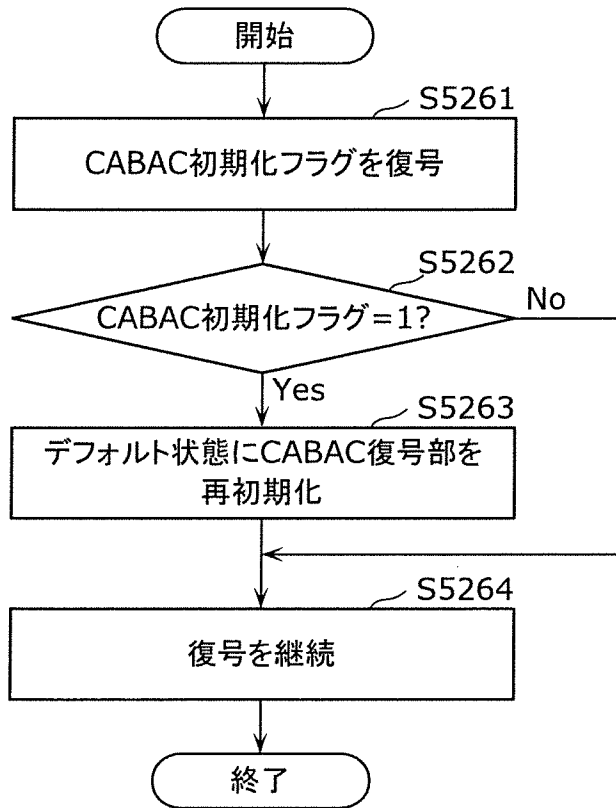 開始
S5261
CABAC初期化フラグを復号
S5262
CABAC初期化フラグ=1?
No
Yes
S5263
デフォルト状態にCABAC復号部を
再初期化
S5264
復号を継続
終了